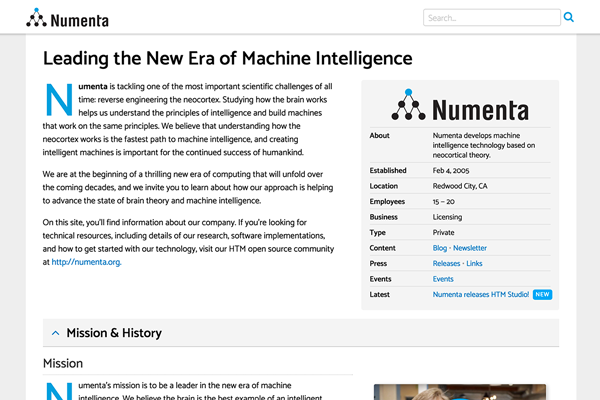 Numenta
Search..
Leading the New Era of Machine Intelligence
Numenta is tackling one of the most important scientific challenges of all
time: reverse engineering the neocortex. Studying how the brain works
helps us understand the principles of intelligence and build machines
that work on the same principles. We believe that understanding how the
neocortex works is the fastest path to machine intelligence, and creating
intelligent machines is important for the continued success of humankind.
We are at the beginning of a thrilling new era of computing that will unfold over
the coming decades, and we invite you to learn about how our approach is helping
to advance the state of brain theory and machine intelligence.
On this site, you'll find information about our company. If you're looking for
technical resources, including details of our research, software implementations,
and how to get started with our technology, visit our HTM open source community
at http://numenta.org.
Numenta
About Numenta develops machine
intelligence technology based on
neocortical theory.
Established Feb 4, 2005
Location Redwood City, CA
Employees 15 – 20
Business Licensing
Type Private
Content Blog · Newsletter
Press Releases · Links
Events Events
Latest Numenta releases HTM Studio! NEW
Mission & History
Mission
Numenta's mission is to be a leader in the new era of machine
intelligence. We believe the brain is the best example of an intelligent